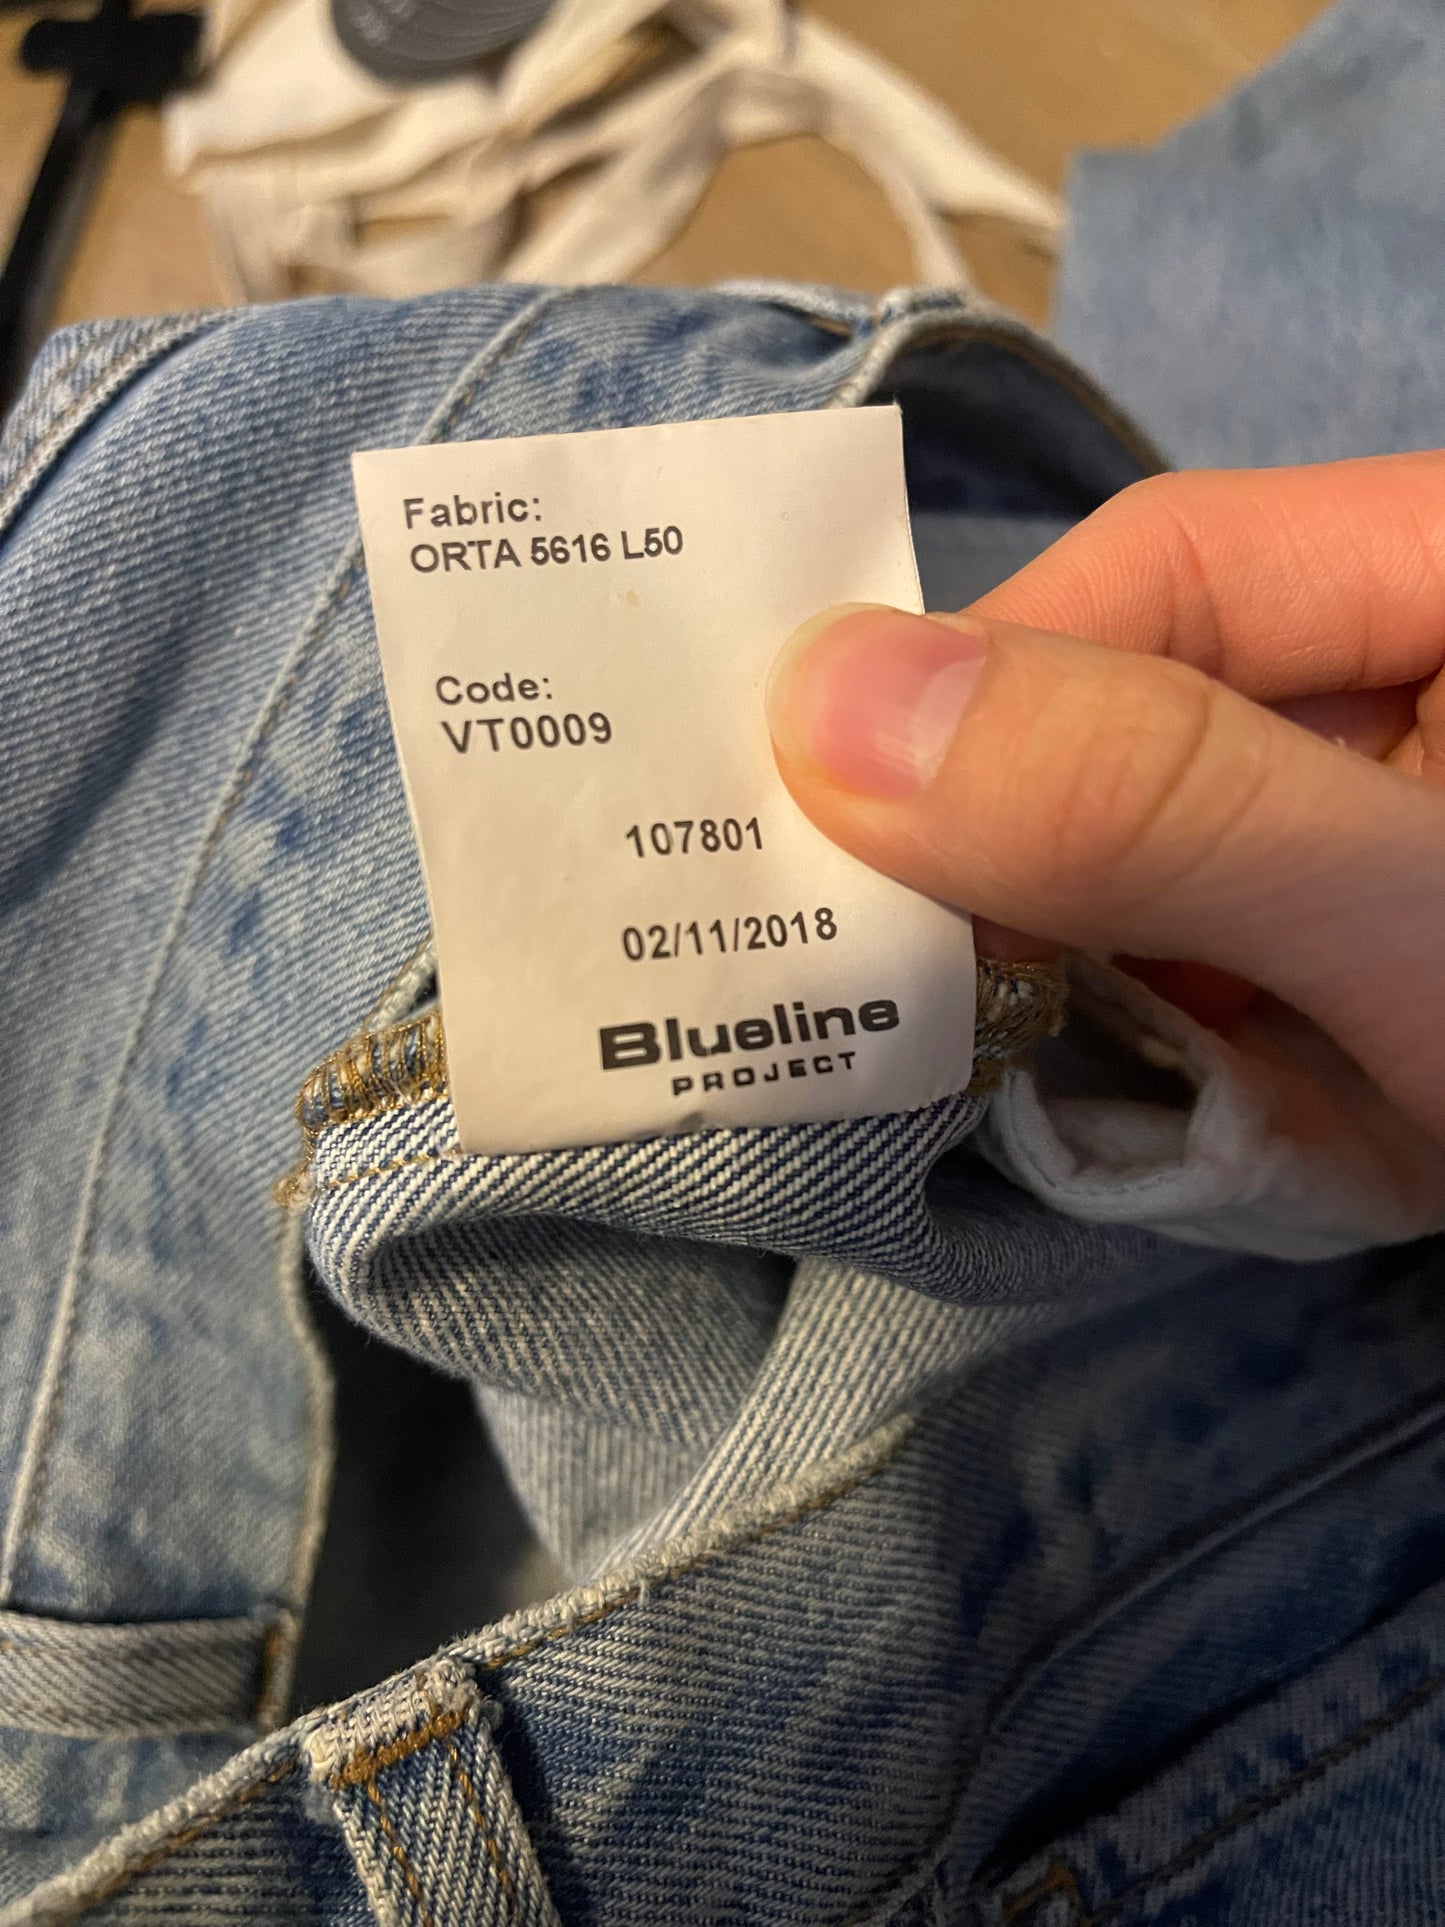 Fabric:
ORTA 5616 L50
Code:
VT0009
107801
02/11/2018
Blueline
PROJECT